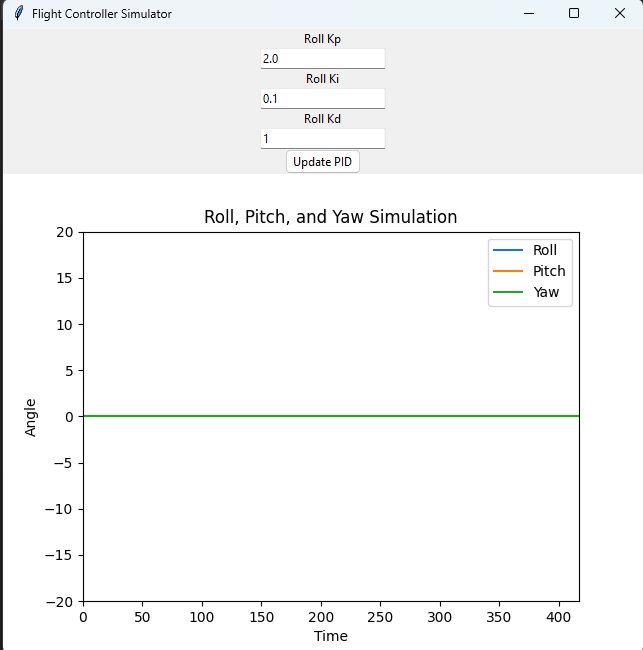 Flight Controller Simulator
Roll Kp
2.0
Roll Ki
0.1
Roll Kd
1
Update PID
Roll, Pitch, and Yaw Simulation
Roll
Pitch
Yaw
20
15
10
5
0
−5
−10
−15
−20
Angle
0 50 100 150 200 250 300 350 400
Time